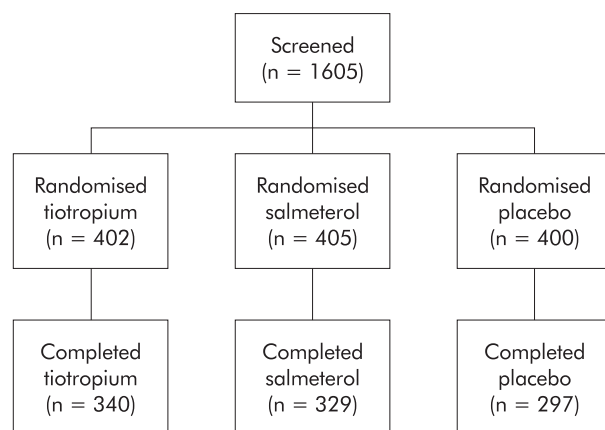 Screened
(n = 1605)
Randomised
tiotropium
(n = 402)
Randomised
salmeterol
(n = 405)
Randomised
placebo
(n = 400)
Completed
tiotropium
(n = 340)
Completed
salmeterol
(n = 329)
Completed
placebo
(n = 297)